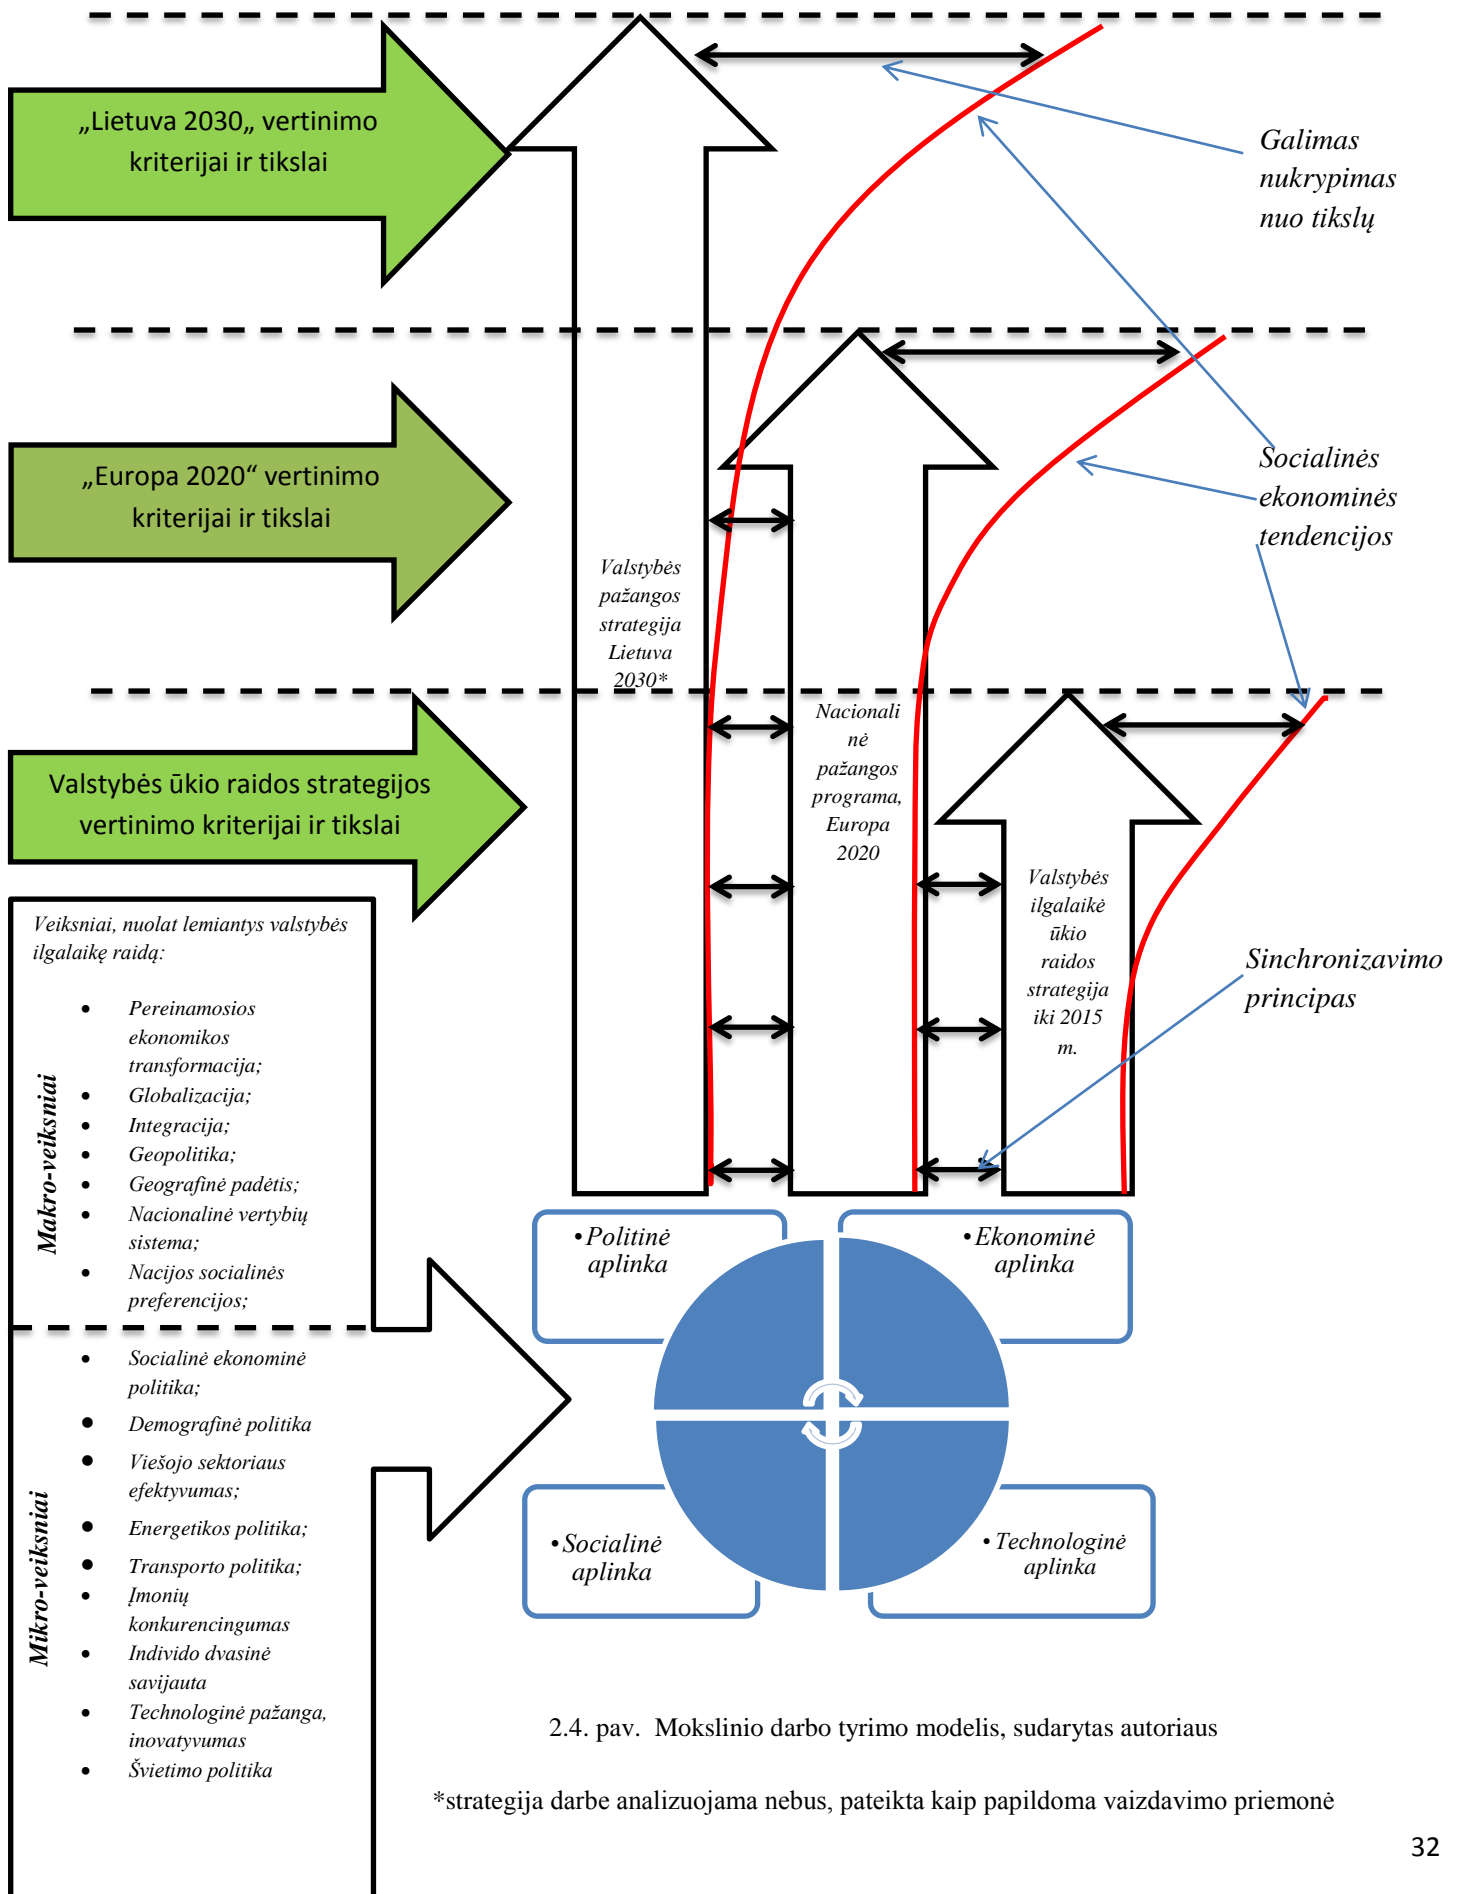 „Lietuva 2030„ vertinimo
kriterijai ir tikslai
Galimas
nukrypimas
nuo tikslų
„Europa 2020“ vertinimo
kriterijai ir tikslai
Socialinės
ekonominės
tendencijos
Valstybės
pažangos
strategija
Lietuva
2030*
Nacionali
nė
pažangos
programa,
Europa
2020
Valstybės ūkio raidos strategijos
vertinimo kriterijai ir tikslai
Valstybės
ilgalaikė
ūkio
raidos
strategija
iki 2015
m.
Sinchronizavimo
principas
Veiksniai, nuolat lemiantys valstybės
ilgalaikę raidą:
Makro-veiksniai
• Pereinamosios
ekonomikos
transformacija;
• Globalizacija;
• Integracija;
• Geopolitika;
• Geografinė padėtis;
• Nacionalinė vertybių
sistema;
• Nacijos socialinės
preferencijos;
Mikro-veiksniai
• Socialinė ekonominė
politika;
• Demografinė politika
• Viešojo sektoriaus
efektyvumas;
• Energetikos politika;
• Transporto politika;
• Įmonių
konkurencingumas
• Individo dvasinė
savijauta
• Technologinė pažanga,
inovatyvumas
• Švietimo politika
•Politinė
aplinka
•Ekonominė
aplinka
•Socialinė
aplinka
•Technologinė
aplinka
2.4. pav. Mokslinio darbo tyrimo modelis, sudarytas autoriaus
*strategija darbe analizuojama nebus, pateikta kaip papildoma vaizdavimo priemonė
32